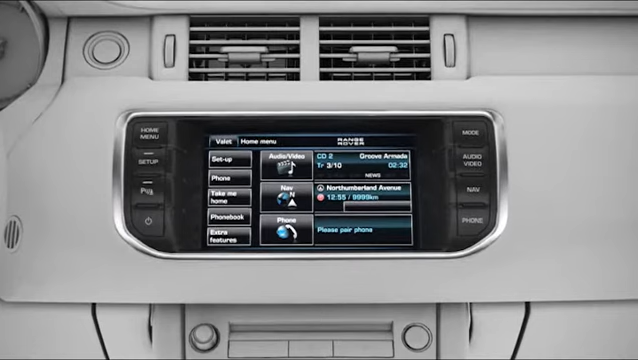 HOME
MENU
SETUP
MODE
AUDIO
VIDEO
NAV
PHONE
Valet
Home menu
RANGE
ROVER
Set-up
Phone
Take me
home
Phonebook
Extra
features
Audio/Video
Nav
N
Phone
CD 2 Groove Armada
Tr 3/10 02:32
NEWS
Northumberland Avenue
12:55 / 9999km
Please pair phone